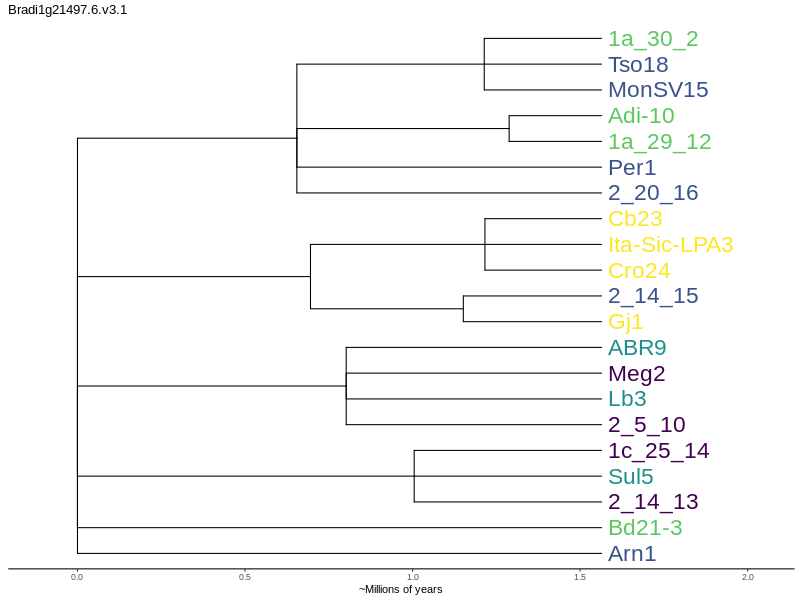 Bradi1g21497.6.v3.1
1a_30_2
Tso18
MonSV15
Adi-10
1a_29_12
Per1
2_20_16
Cb23
Ita-Sic-LPA3
Cro24
2_14_15
Gj1
ABR9
Meg2
Lb3
2_5_10
1c_25_14
Sul5
2_14_13
Bd21-3
Arn1
0.0 0.5 1.0 1.5 2.0
~Millions of years